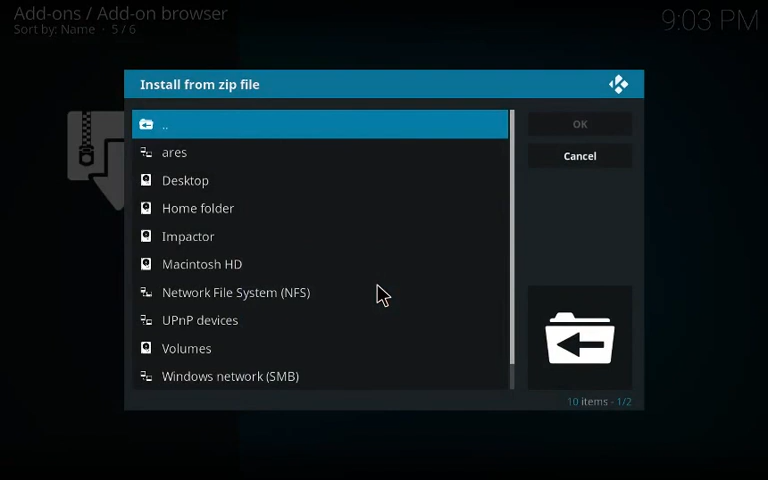 Add-ons / Add-on browser
Sort by: Name · 5 / 6
9:03 PM
Install from zip file
..
ares
Desktop
Home folder
Impactor
Macintosh HD
Network File System (NFS)
UPnP devices
Volumes
Windows network (SMB)
OK
Cancel
10 items - 1/2